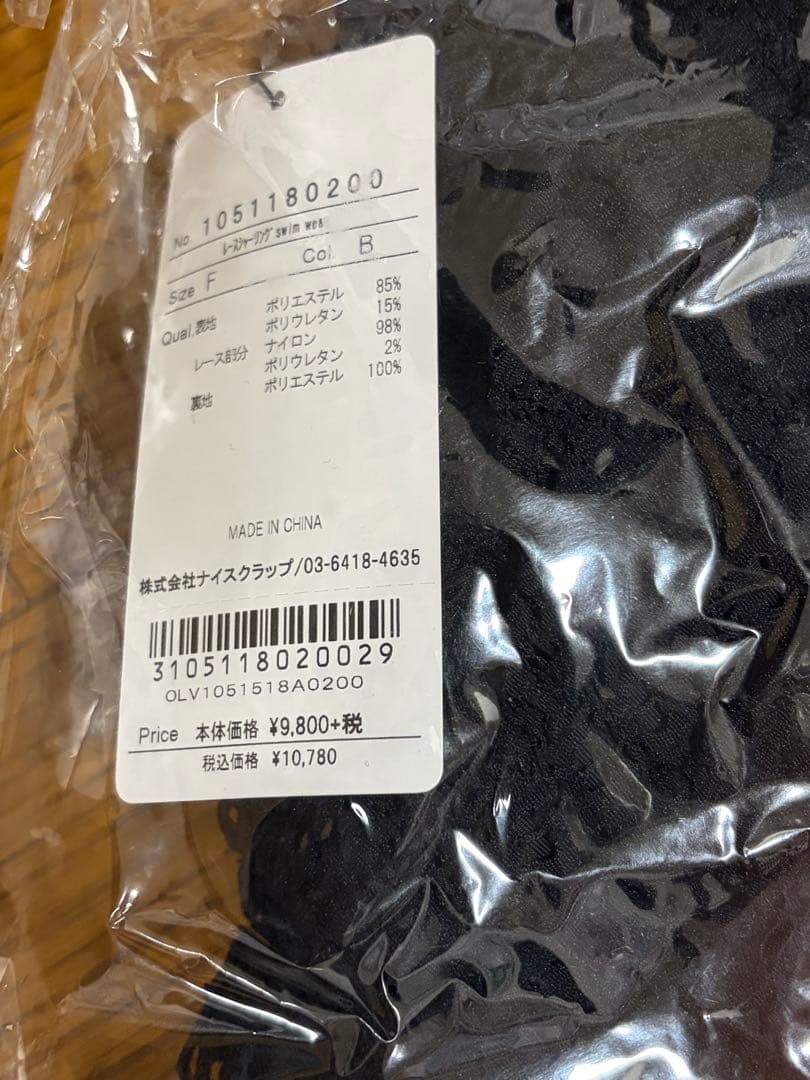 No 1051180200
ﾚｰｽｼｬｰﾘﾝｸﾞswim wea
Size F Col. B
Qual.表地 ポリエステル 85%
ポリウレタン 15%
レース部分 ナイロン 98%
ポリウレタン 2%
裏地 ポリエステル 100%
MADE IN CHINA
株式会社ナイスクラップ/03-6418-4635
3105118020029
OLV1051518A0200
Price 本体価格 ¥9,800+税
税込価格 ¥10,780